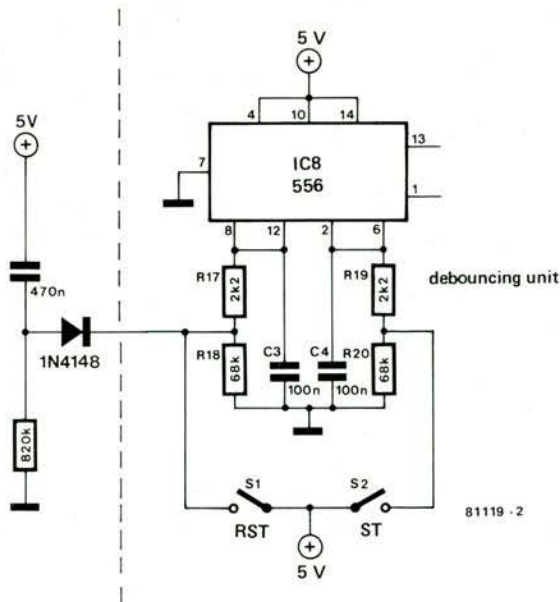 5 V
4 10 14
13
5V
7
IC8
556
1
8 12 2 6
R17 2k2 R19 2k2
debouncing unit
470n
1N4148
R18 68k C3 100n C4 100n R20 68k
820k
S1 S2
RST ST
81119 - 2
5 V